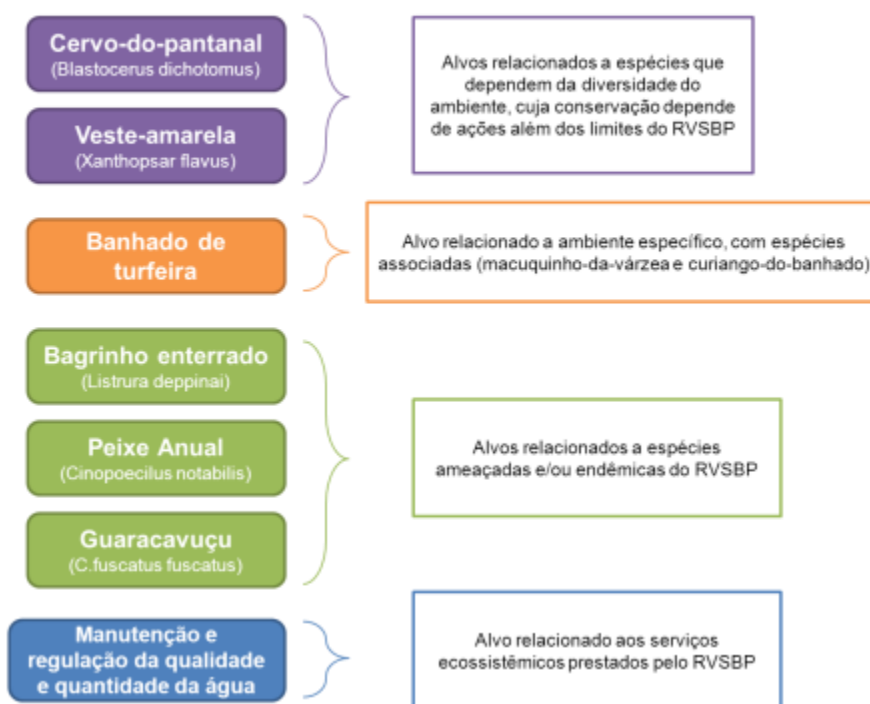 Cervo-do-pantanal
(Blastocerus dichotomus)
Veste-amarela
(Xanthopsar flavus)
Alvos relacionados a espécies que
dependem da diversidade do
ambiente, cuja conservação depende
de ações além dos limites do RVSBP
Banhado de
turfeira
Alvo relacionado a ambiente específico, com espécies
associadas (macuquinho-da-várzea e curiango-do-banhado)
Bagrinho enterrado
(Listrura deppinai)
Peixe Anual
(Cinopoecilus notabilis)
Guaracavuçu
(C.fuscatus fuscatus)
Alvos relacionados a espécies
ameaçadas e/ou endêmicas do RVSBP
Manutenção e
regulação da qualidade
e quantidade da água
Alvo relacionado aos serviços
ecossistêmicos prestados pelo RVSBP